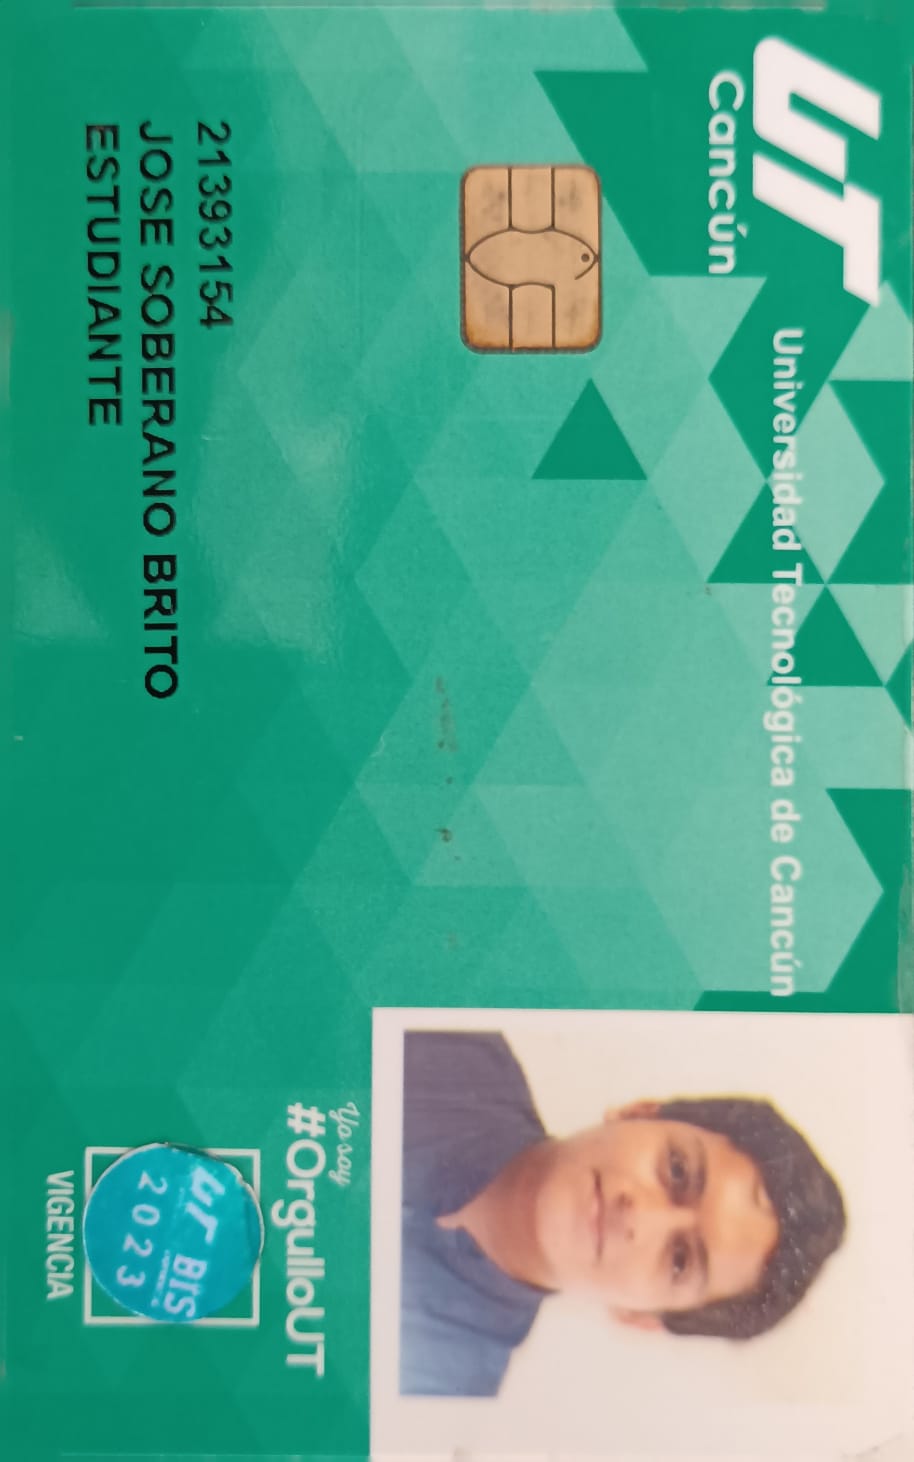 UT
Cancún
Universidad Tecnológica de Cancún
21393154
JOSE SOBERANO BRITO
ESTUDIANTE
Yo soy
#OrgulloUT
UT BIS
2023
VIGENCIA